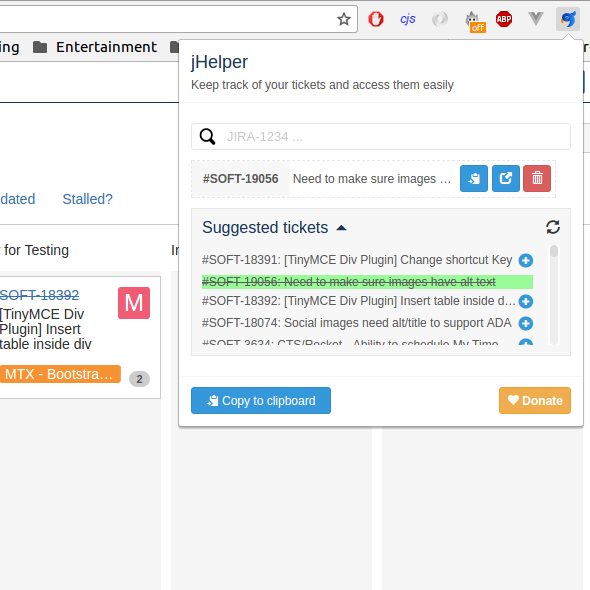 cjs
off
ABP
ing
Entertainment
jHelper
Keep track of your tickets and access them easily
JIRA-1234 ...
#SOFT-19056 Need to make sure images ...
dated Stalled?
Suggested tickets
for Testing
#SOFT-18391: [TinyMCE Div Plugin] Change shortcut Key
#SOFT-19056: Need to make sure images have alt text
#SOFT-18392: [TinyMCE Div Plugin] Insert table inside d...
#SOFT-18074: Social images need alt/title to support ADA
#SOFT-3634: CTS/Rocket - Ability to schedule My Time
SOFT-18392
M
[TinyMCE Div
Plugin] Insert
table inside div
MTX - Bootstra...
2
Copy to clipboard
Donate